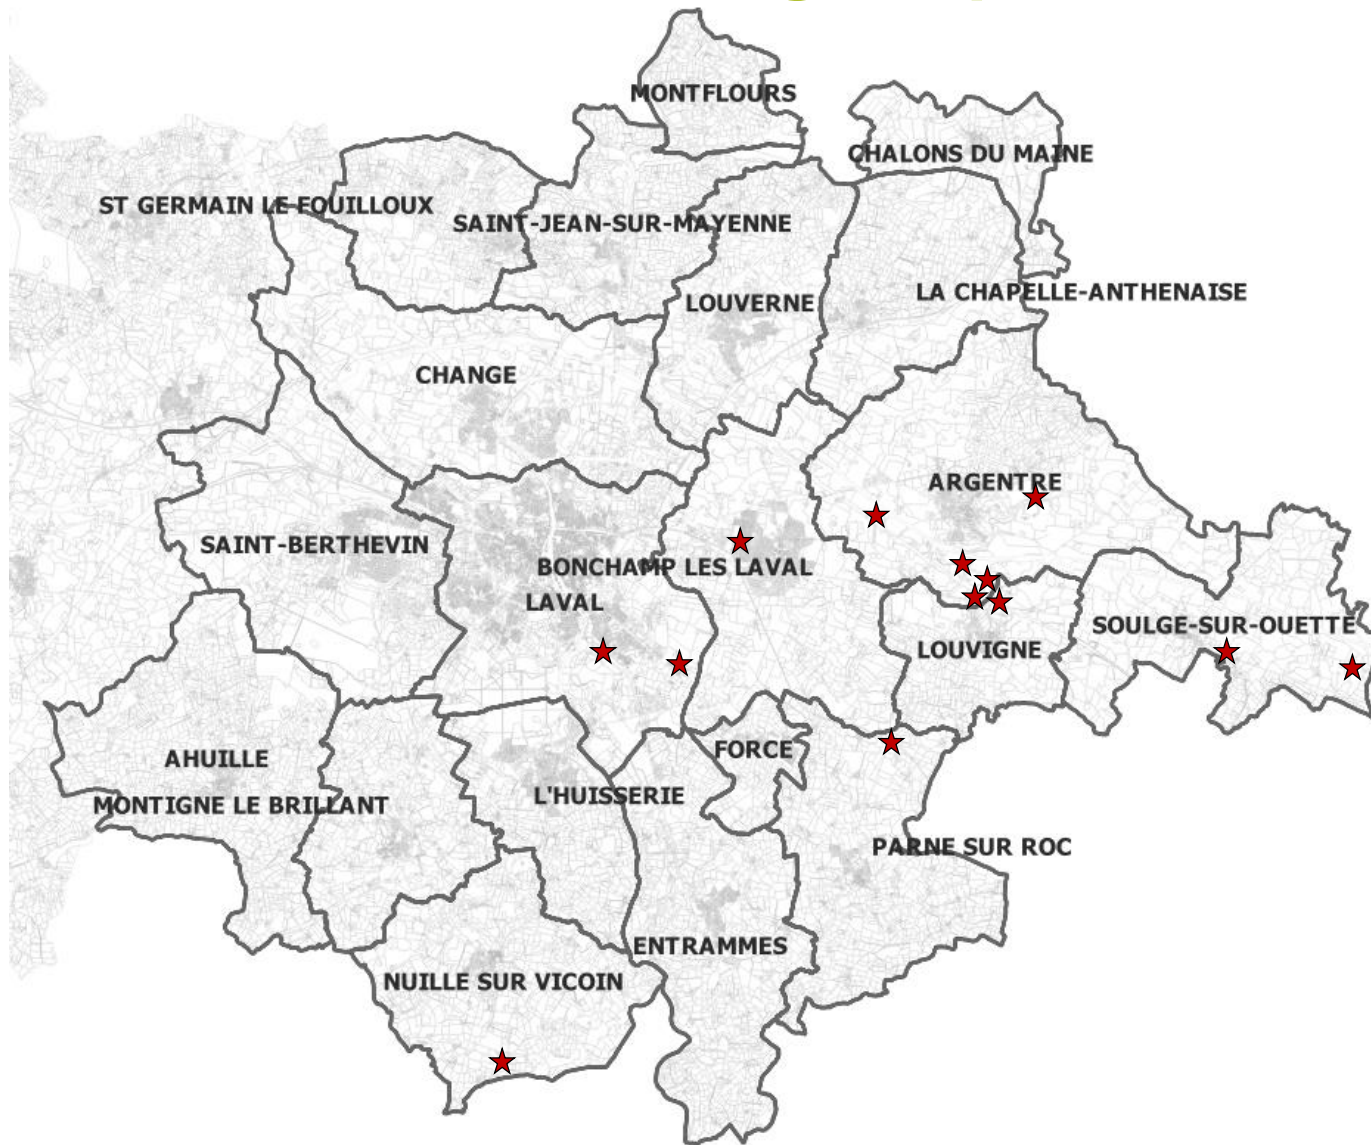 MONTFLOURS
CHALONS DU MAINE
ST GERMAIN LE FOUILLOUX
SAINT-JEAN-SUR-MAYENNE
LA CHAPELLE-ANTHENAISE
LOUVERNE
CHANGE
ARGENTRE
SAINT-BERTHEVIN
BONCHAMP LES LAVAL
LAVAL
SOULGE-SUR-OUETTE
LOUVIGNE
FORCE
AHUILLE
L'HUISSERIE
MONTIGNE LE BRILLANT
PARNE SUR ROC
ENTRAMMES
NUILLE SUR VICOIN